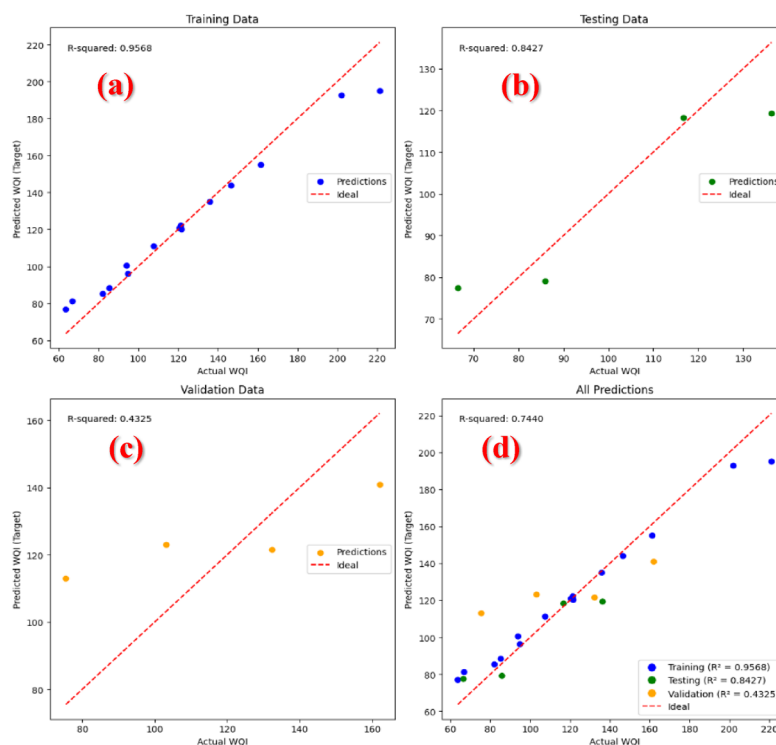 Training Data
R-squared: 0.9568
(a)
Predictions
Ideal
Predicted WQI (Target)
220
200
180
160
140
120
100
80
60
60 80 100 120 140 160 180 200 220
Actual WQI
Testing Data
R-squared: 0.8427
(b)
Predictions
Ideal
Predicted WQI (Target)
130
120
110
100
90
80
70
70 80 90 100 110 120 130
Actual WQI
Validation Data
R-squared: 0.4325
(c)
Predictions
Ideal
Predicted WQI (Target)
160
140
120
100
80
80 100 120 140 160
Actual WQI
All Predictions
R-squared: 0.7440
(d)
Training (R² = 0.9568)
Testing (R² = 0.8427)
Validation (R² = 0.4325)
Ideal
Predicted WQI (Target)
220
200
180
160
140
120
100
80
60
60 80 100 120 140 160 180 200 220
Actual WQI